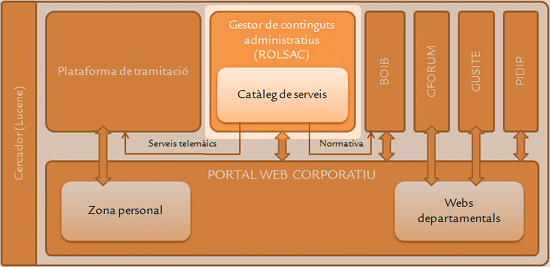 Cercador (Lucene)
Plataforma de tramitació
Gestor de continguts
administratius
(ROLSAC)
Catàleg de serveis
BOIB
GFORUM
GUSITE
PIDIP
Serveis telemàics
Normativa
PORTAL WEB CORPORATIU
Zona personal
Webs
departamentals